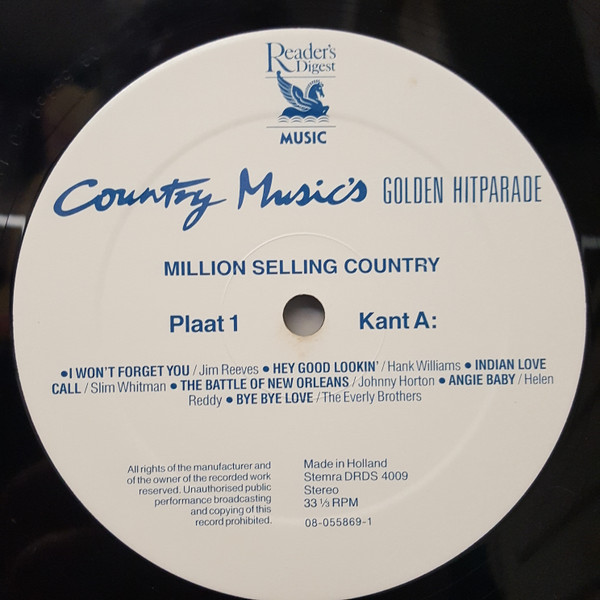 Reader's
Digest
MUSIC
Country Music's GOLDEN HITPARADE
MILLION SELLING COUNTRY
Plaat 1 Kant A:
●I WON'T FORGET YOU / Jim Reeves ● HEY GOOD LOOKIN' / Hank Williams ● INDIAN LOVE
CALL / Slim Whitman ● THE BATTLE OF NEW ORLEANS / Johnny Horton ● ANGIE BABY / Helen
Reddy ● BYE BYE LOVE / The Everly Brothers
All rights of the manufacturer and
of the owner of the recorded work
reserved. Unauthorised public
performance broadcasting
and copying of this
record prohibited.
Made in Holland
Stemra DRDS 4009
Stereo
33 ⅓ RPM
08-055869-1